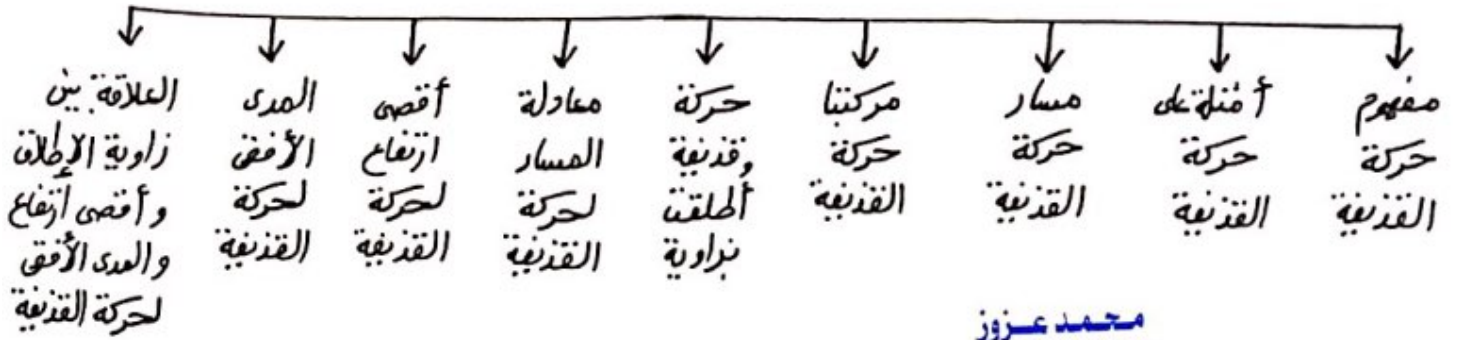 مفهوم
حركة
القذيفة
أمثلة على
حركة
القذيفة
مسار
حركة
القذيفة
مركبتا
حركة
القذيفة
حركة
قذيفة
أطلقت
بزاوية
معادلة
المسار
لحركة
القذيفة
أقصى
ارتفاع
لحركة
القذيفة
المدى
الأفقي
لحركة
القذيفة
العلاقة بين
زاوية الإطلاق
وأقصى ارتفاع
والمدى الأفقي
لحركة القذيفة
محمد عزوز